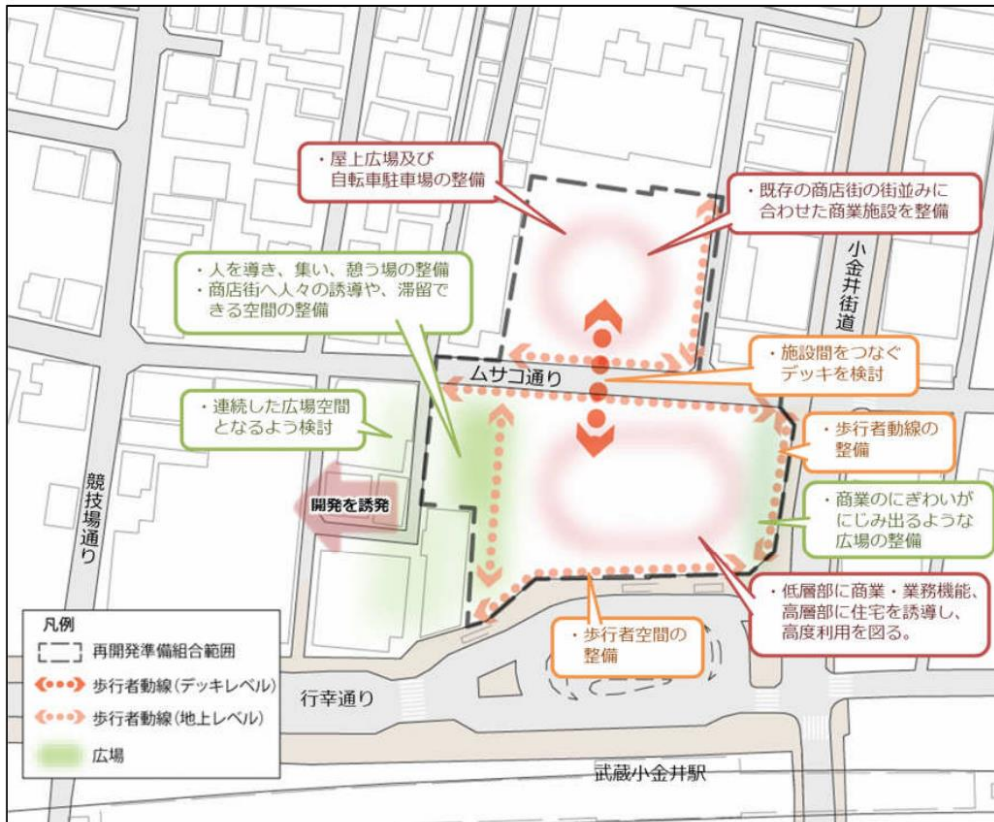 ・屋上広場及び
自転車駐車場の整備
・既存の商店街の街並みに
合わせた商業施設を整備
小金井街道
・人を導き、集い、憩う場の整備
・商店街へ人々の誘導や、滞留で
きる空間の整備
ムサコ通り
・施設間をつなぐ
デッキを検討
・連続した広場空間
となるよう検討
・歩行者動線の
整備
競技場通り
開発を誘発
・商業のにぎわいが
にじみ出るような
広場の整備
・低層部に商業・業務機能、
高層部に住宅を誘導し、
高度利用を図る。
・歩行者空間の
整備
凡例
再開発準備組合範囲
歩行者動線(デッキレベル)
歩行者動線(地上レベル)
広場
行幸通り
武蔵小金井駅